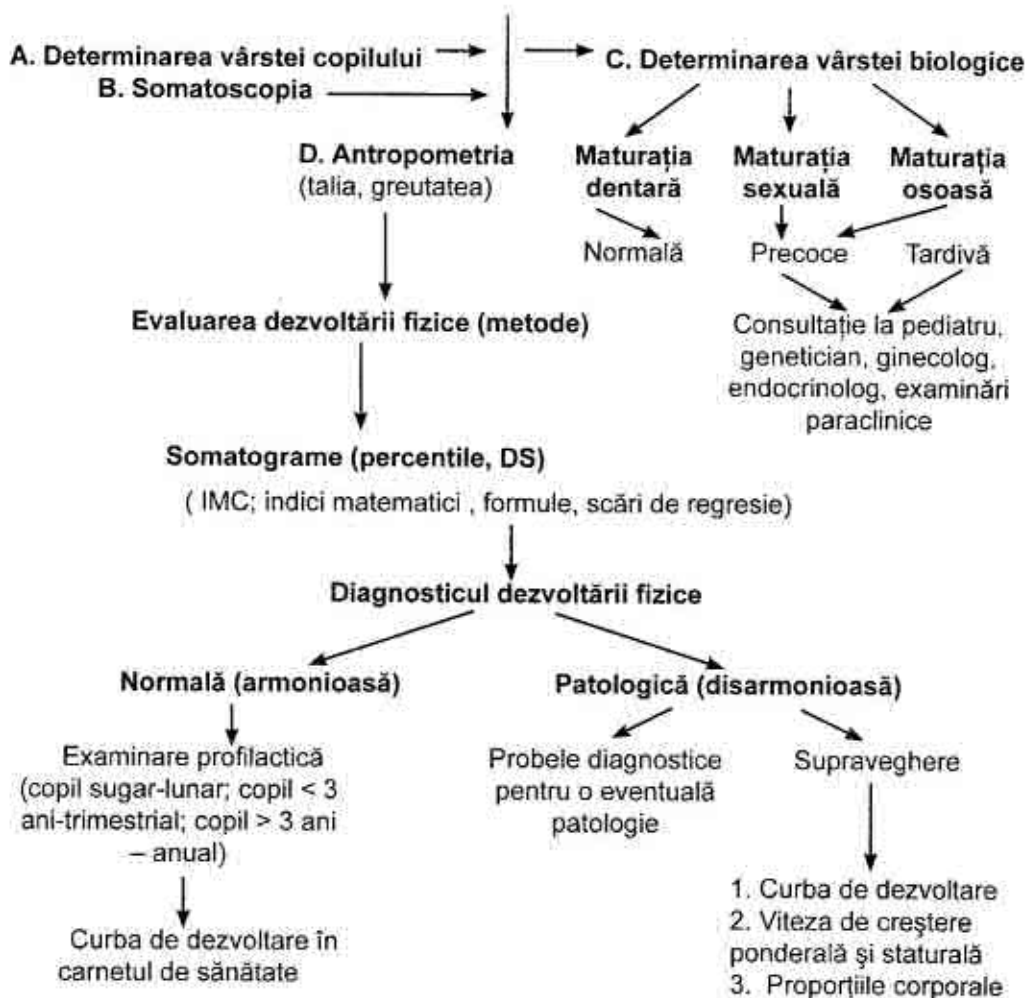 A. Determinarea vârstei copilului
B. Somatoscopia
C. Determinarea vârstei biologice
D. Antropometria
(talia, greutatea)
Maturația
dentară
Maturația
sexuală
Maturația
osoasă
Normală
Precoce
Tardivă
Consultație la pediatru,
genetician, ginecolog,
endocrinolog, examinări
paraclinice
Evaluarea dezvoltării fizice (metode)
Somatograme (percentile, DS)
( IMC; indici matematici , formule, scări de regresie)
Diagnosticul dezvoltării fizice
Normală (armonioasă)
Examinare profilactică
(copil sugar-lunar; copil < 3
ani-trimestrial; copil > 3 ani
– anual)
Curba de dezvoltare în
carnetul de sănătate
Patologică (disarmonioasă)
Probele diagnostice
pentru o eventuală
patologie
Supraveghere
1. Curba de dezvoltare
2. Viteza de creştere
ponderală şi staturală
3. Proporțiile corporale